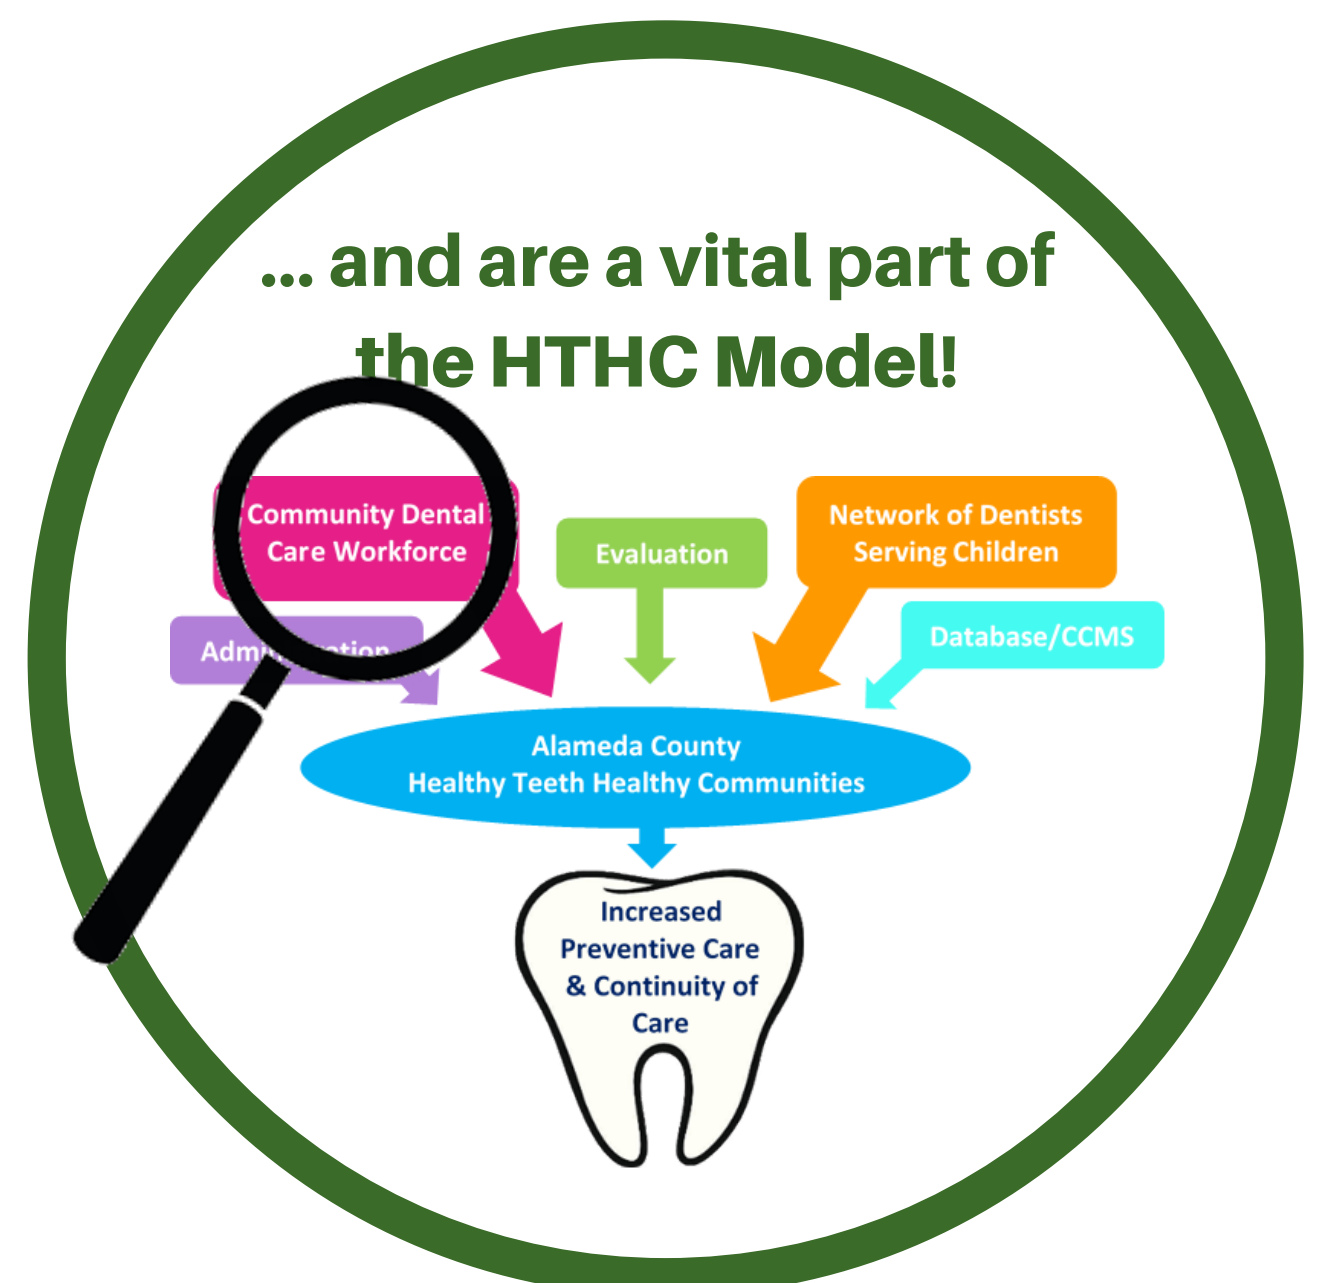 ... and are a vital part of
the HTHC Model!
Community Dental
Care Workforce
Evaluation
Network of Dentists
Serving Children
Database/CCMS
Alameda County
Healthy Teeth Healthy Communities
Increased
Preventive Care
& Continuity of
Care